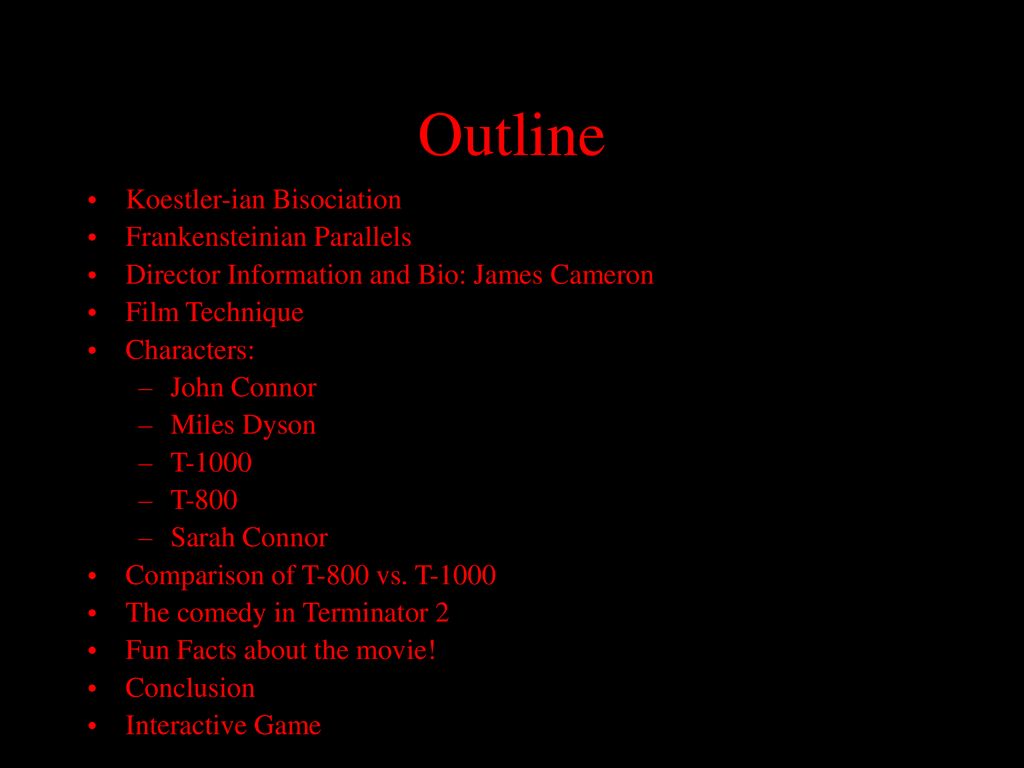 Outline
• Koestler-ian Bisociation
• Frankensteinian Parallels
• Director Information and Bio: James Cameron
• Film Technique
• Characters:
– John Connor
– Miles Dyson
– T-1000
– T-800
– Sarah Connor
• Comparison of T-800 vs. T-1000
• The comedy in Terminator 2
• Fun Facts about the movie!
• Conclusion
• Interactive Game